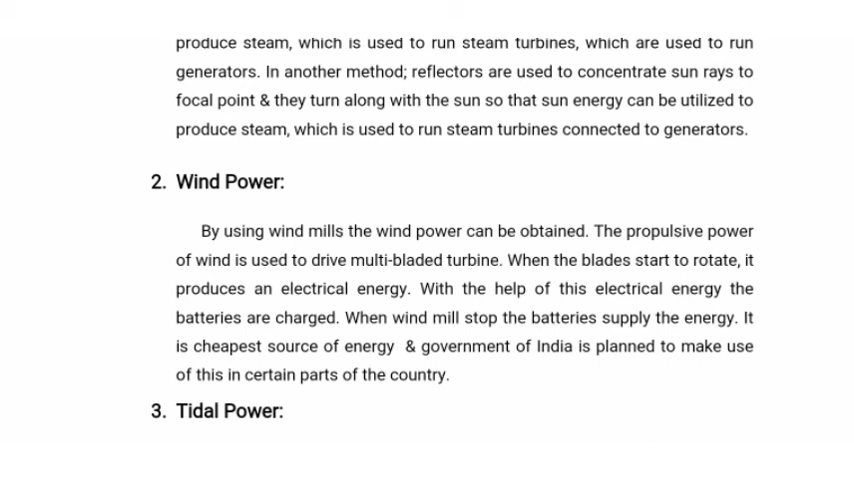 produce steam, which is used to run steam turbines, which are used to run
generators. In another method; reflectors are used to concentrate sun rays to
focal point & they turn along with the sun so that sun energy can be utilized to
produce steam, which is used to run steam turbines connected to generators.
2. Wind Power:
By using wind mills the wind power can be obtained. The propulsive power
of wind is used to drive multi-bladed turbine. When the blades start to rotate, it
produces an electrical energy. With the help of this electrical energy the
batteries are charged. When wind mill stop the batteries supply the energy. It
is cheapest source of energy & government of India is planned to make use
of this in certain parts of the country.
3. Tidal Power: